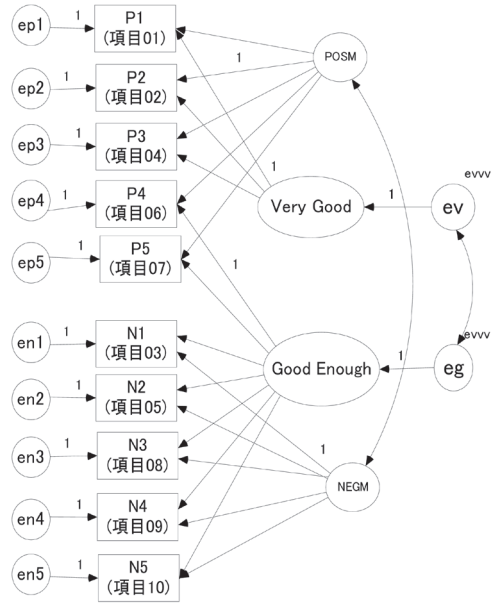 ep1
1
P1
(項目01)
POSM
1
ep2
1
P2
(項目02)
ep3
1
P3
(項目04)
1
evvv
ep4
1
P4
(項目06)
Very Good
1
ev
ep5
1
P5
(項目07)
1
en1
1
N1
(項目03)
evvv
Good Enough
1
eg
en2
1
N2
(項目05)
en3
1
N3
(項目08)
1
NEGM
en4
1
N4
(項目09)
en5
1
N5
(項目10)